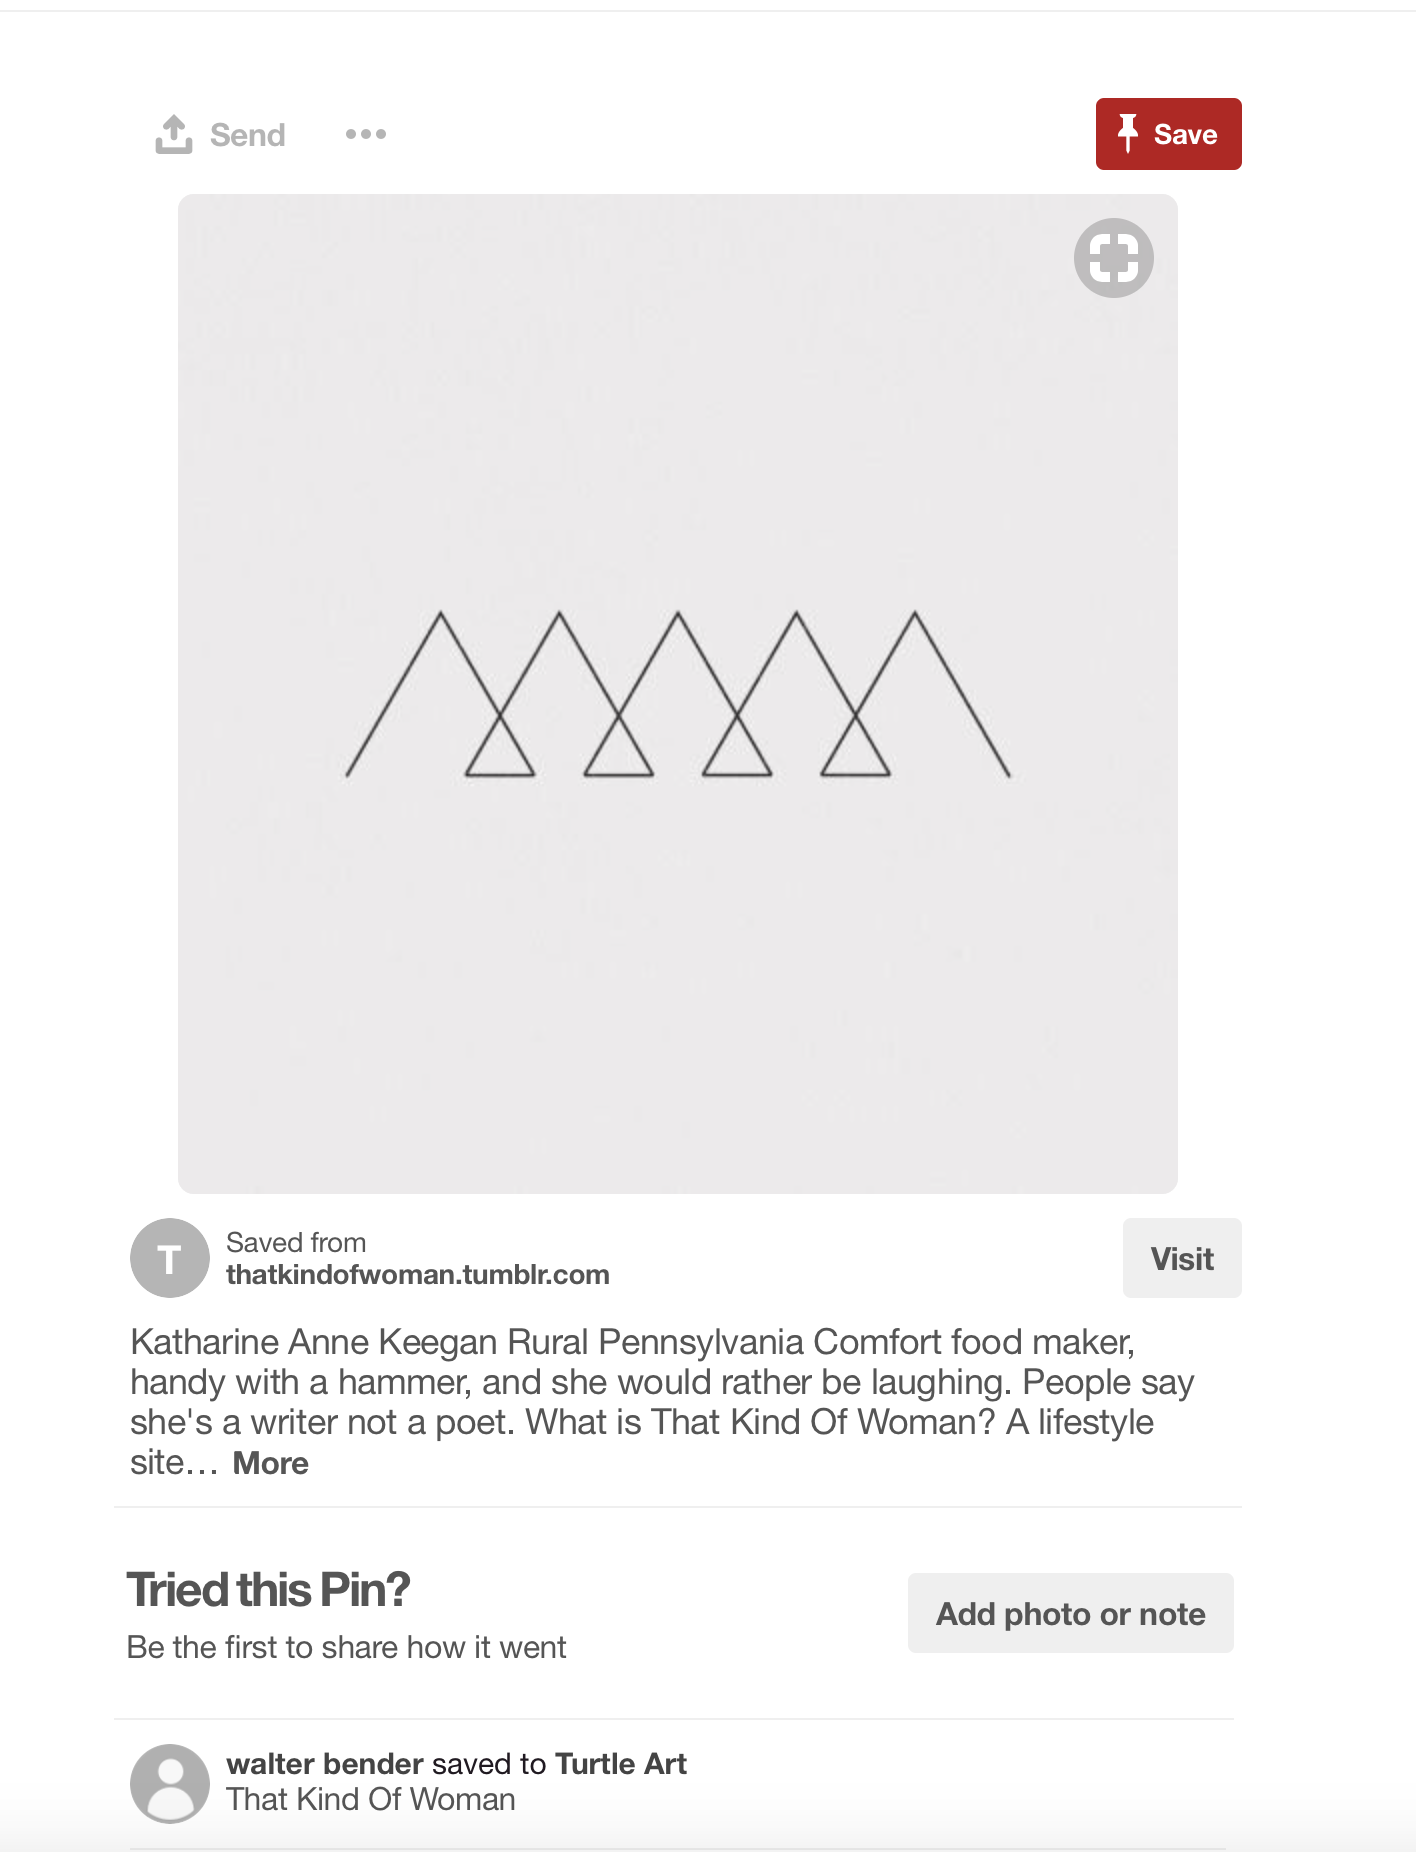 Send
Save
T
Saved from
thatkindofwoman.tumblr.com
Visit
Katharine Anne Keegan Rural Pennsylvania Comfort food maker,
handy with a hammer, and she would rather be laughing. People say
she's a writer not a poet. What is That Kind Of Woman? A lifestyle
site… More
Tried this Pin?
Be the first to share how it went
Add photo or note
walter bender saved to Turtle Art
That Kind Of Woman